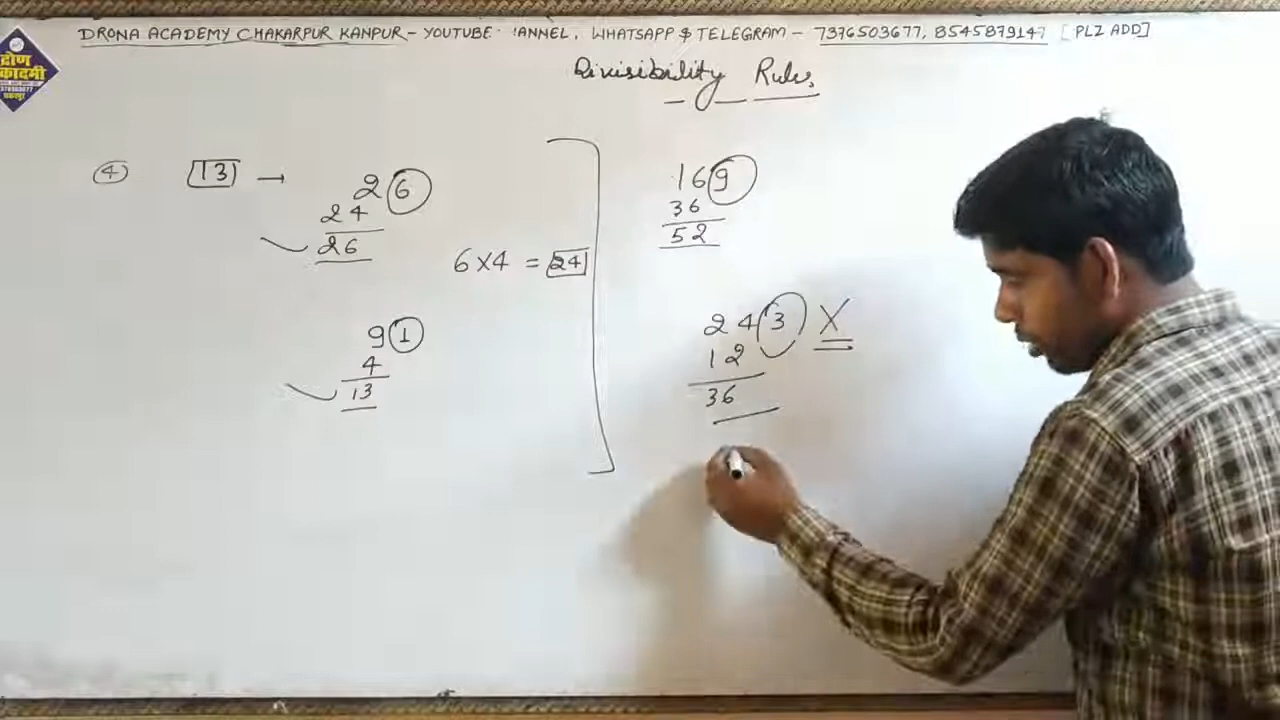 DRONA ACADEMY CHAKARPUR KANPUR - YOUTUBE ANNEL, WHATSAPP & TELEGRAM - 7376503677, 8545879147 [PLZ ADD]
द्रोण
कादमी
Divisibility Rules
④ 13 → 26
24
26
6×4 = 24
91
4
13
169
36
52
243 X
12
36